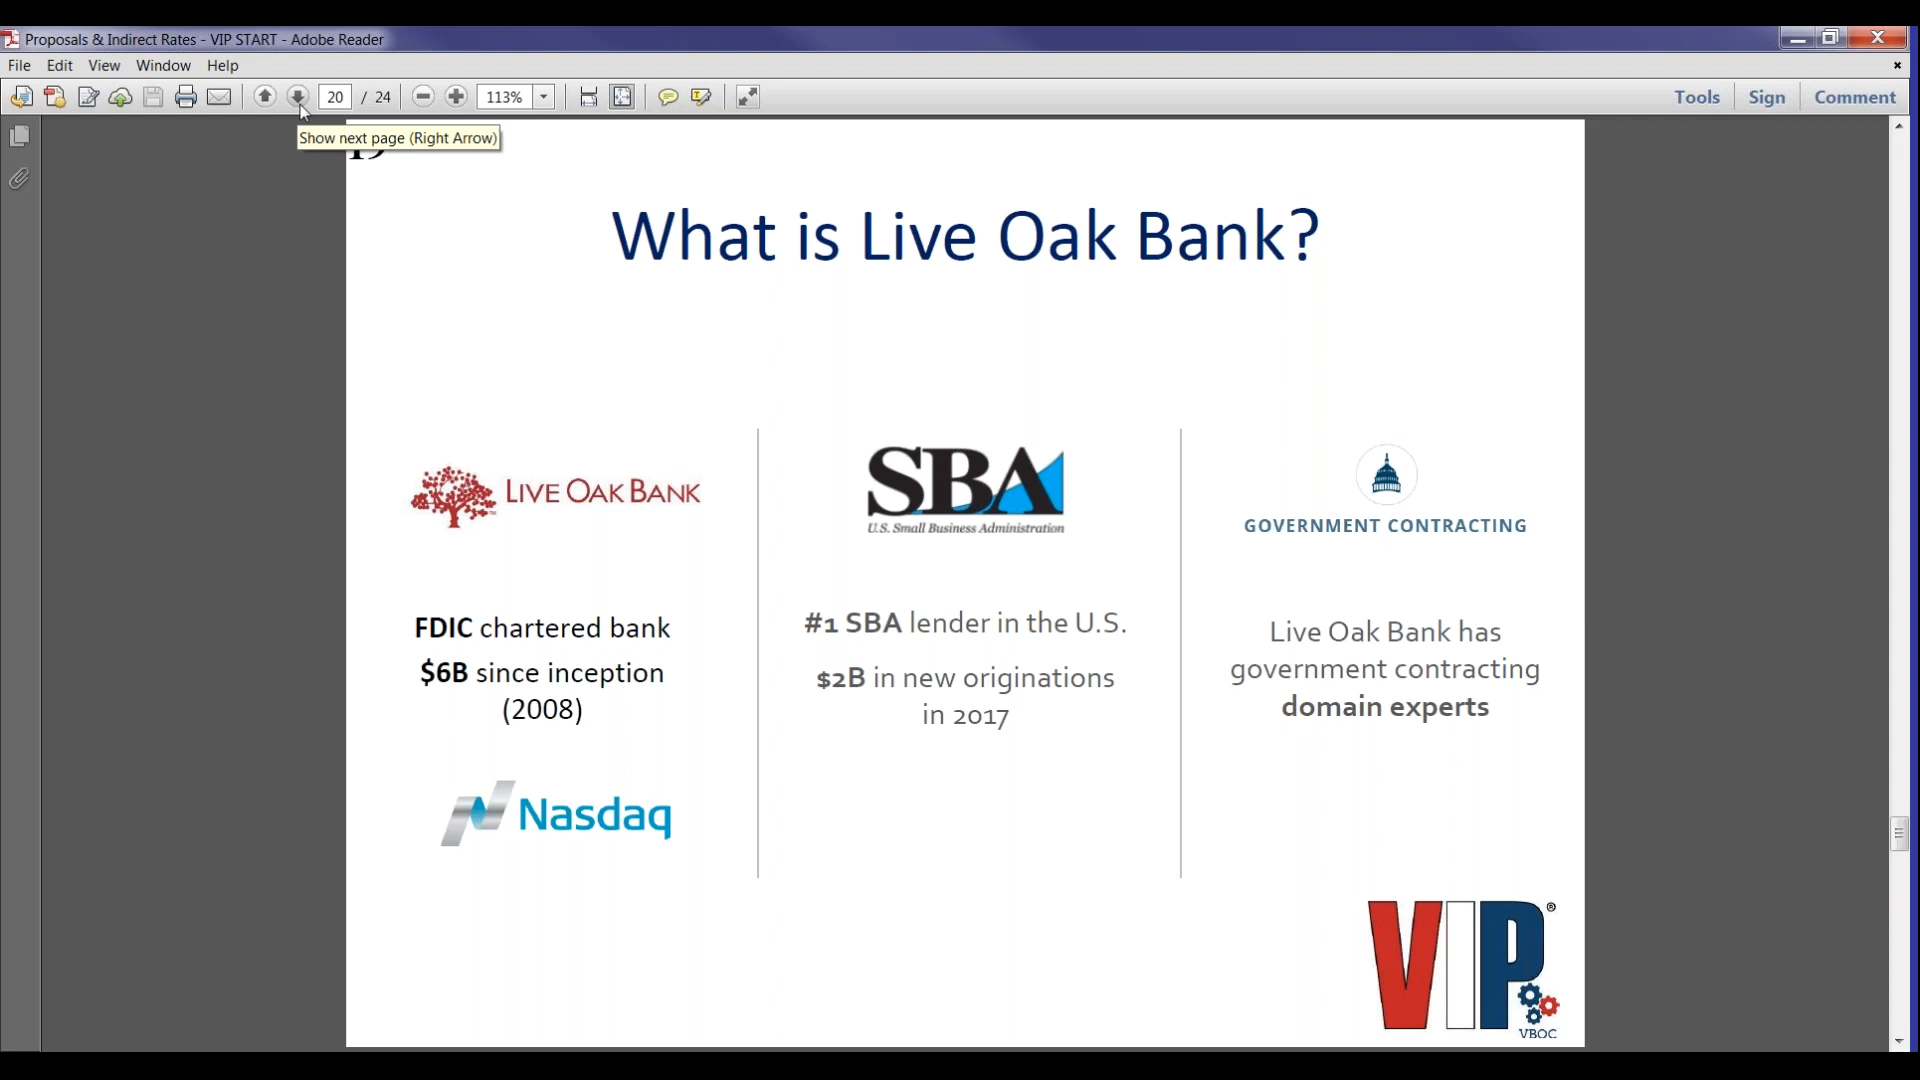 Proposals & Indirect Rates - VIP START - Adobe Reader
File Edit View Window Help
20 / 24 113% Tools Sign Comment
Show next page (Right Arrow)
19
What is Live Oak Bank?
LIVE OAK BANK
FDIC chartered bank
$6B since inception
(2008)
Nasdaq
SBA
U.S. Small Business Administration
#1 SBA lender in the U.S.
$2B in new originations
in 2017
GOVERNMENT CONTRACTING
Live Oak Bank has
government contracting
domain experts
VIP®
VBOC